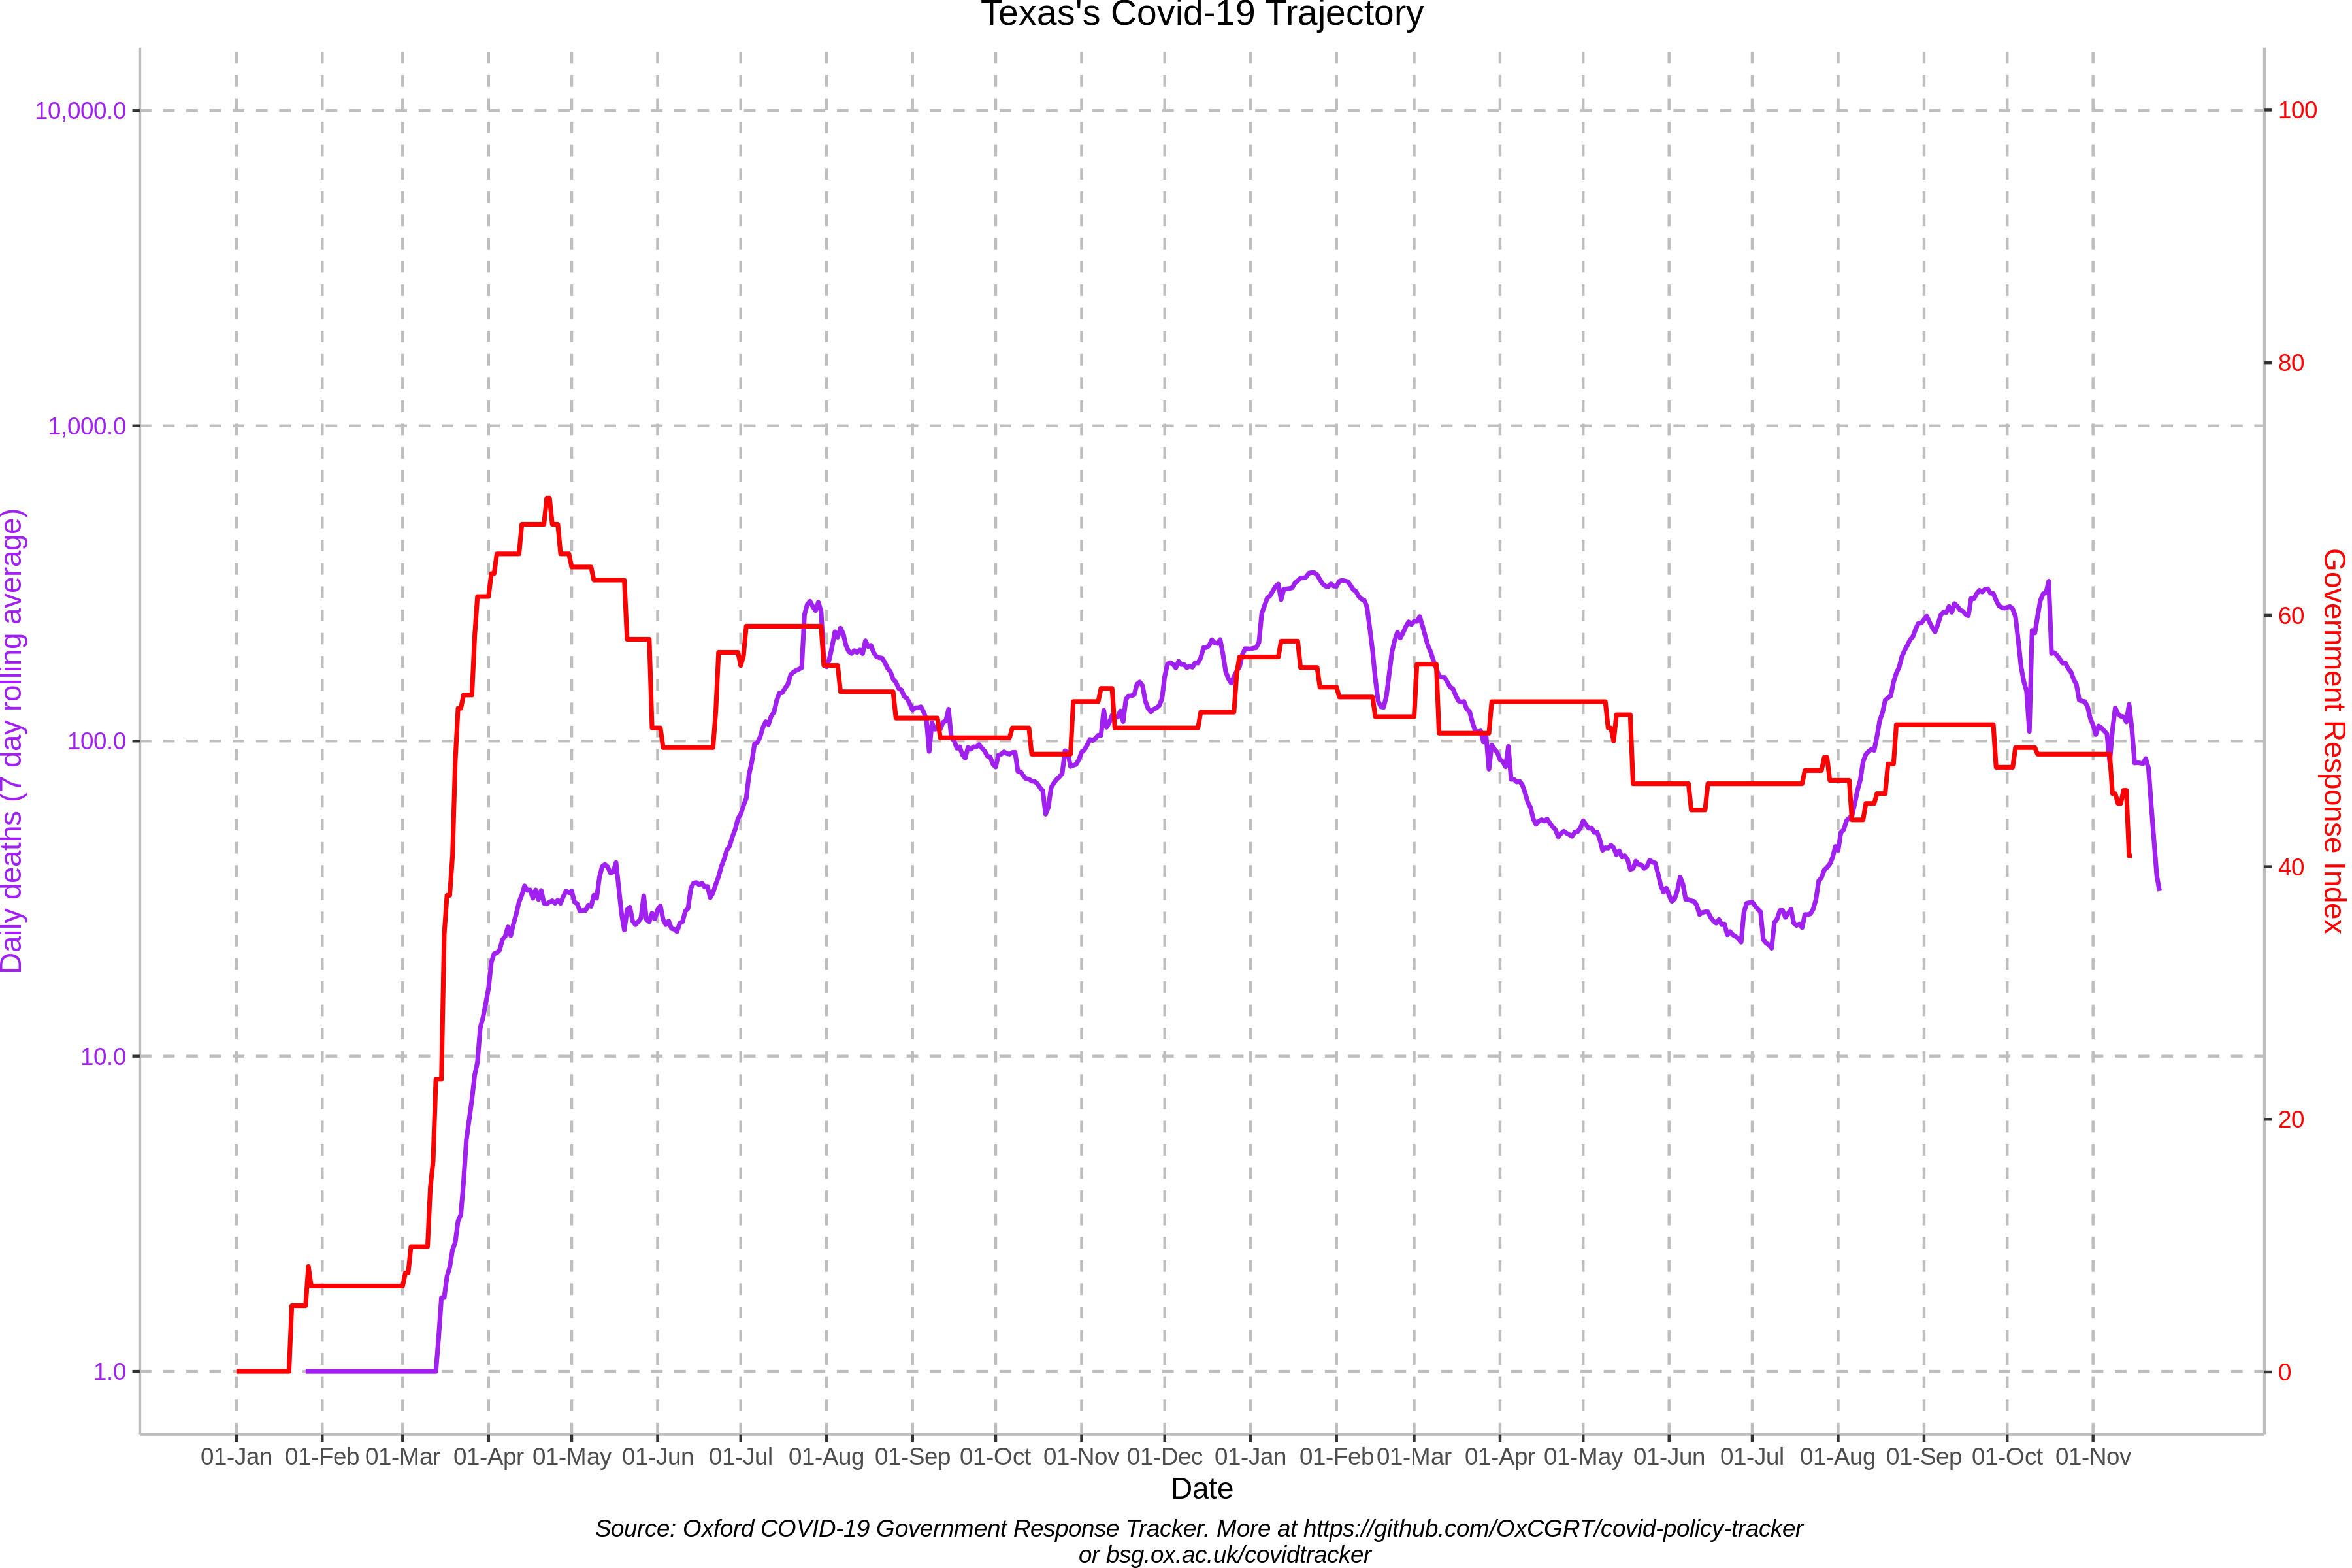 Texas's Covid-19 Trajectory
10,000.0
1,000.0
100.0
10.0
1.0
Daily deaths (7 day rolling average)
100
80
60
40
20
0
Government Response Index
01-Jan 01-Feb 01-Mar 01-Apr 01-May 01-Jun 01-Jul 01-Aug 01-Sep 01-Oct 01-Nov 01-Dec 01-Jan 01-Feb 01-Mar 01-Apr 01-May 01-Jun 01-Jul 01-Aug 01-Sep 01-Oct 01-Nov
Date
Source: Oxford COVID-19 Government Response Tracker. More at https://github.com/OxCGRT/covid-policy-tracker
or bsg.ox.ac.uk/covidtracker